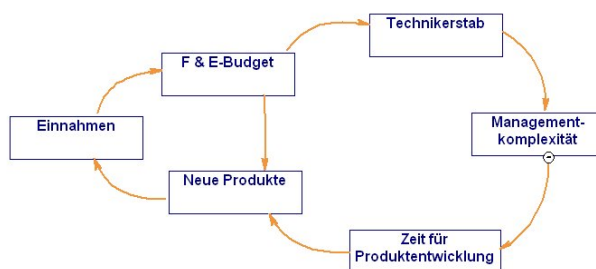 Technikerstab
F & E-Budget
Einnahmen
Management-
komplexität
-
Neue Produkte
Zeit für
Produktentwicklung